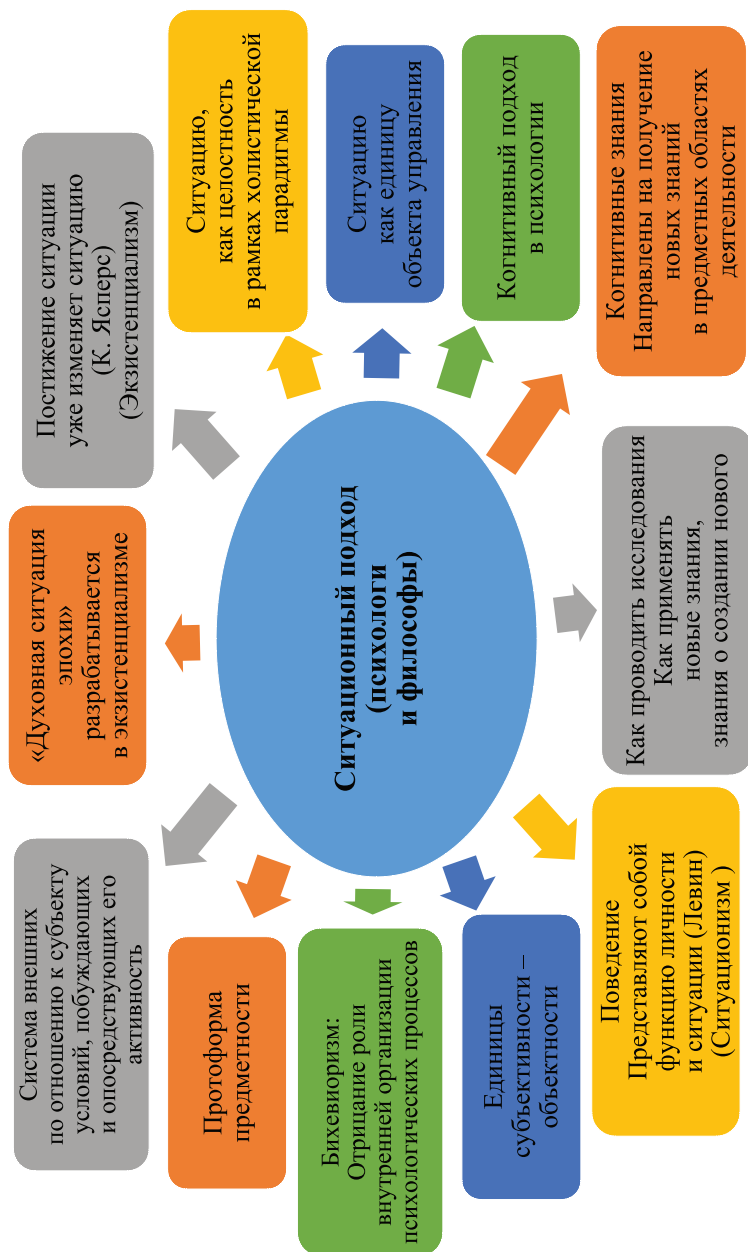 Ситуационный подход
(психологи
и философы)
«Духовная ситуация
эпохи»
разрабатывается
в экзистенциализме
Постижение ситуации
уже изменяет ситуацию
(К. Ясперс)
(Экзистенциализм)
Ситуацию,
как целостность
в рамках холистической
парадигмы
Ситуацию
как единицу
объекта управления
Когнитивный подход
в психологии
Когнитивные знания
Направлены на получение
новых знаний
в предметных областях
деятельности
Как проводить исследования
Как применять
новые знания,
знания о создании нового
Поведение
Представляют собой
функцию личности
и ситуации (Левин)
(Ситуационизм )
Единицы
субъективности –
объектности
Бихевиоризм:
Отрицание роли
внутренней организации
психологических процессов
Протоформа
предметности
Система внешних
по отношению к субъекту
условий, побуждающих
и опосредствующих его
активность